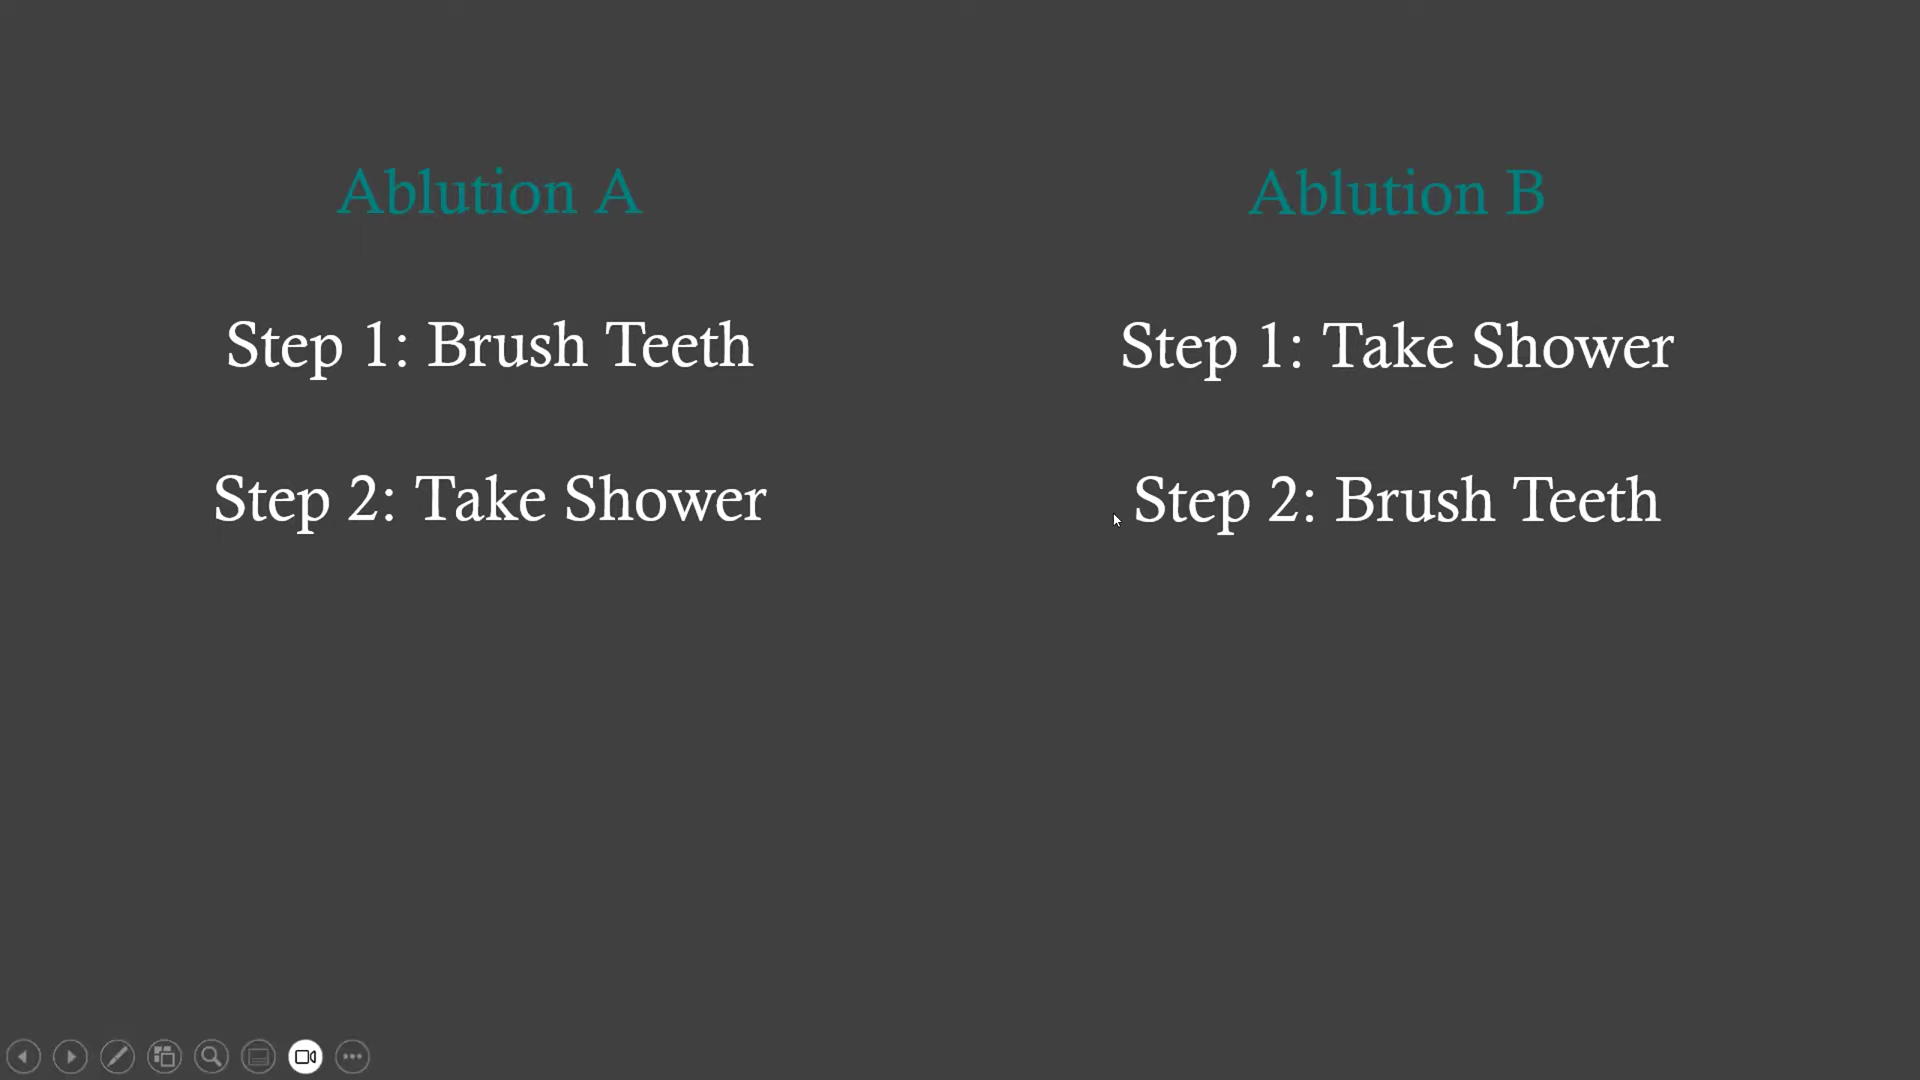 Ablution A
Step 1: Brush Teeth
Step 2: Take Shower
Ablution B
Step 1: Take Shower
Step 2: Brush Teeth